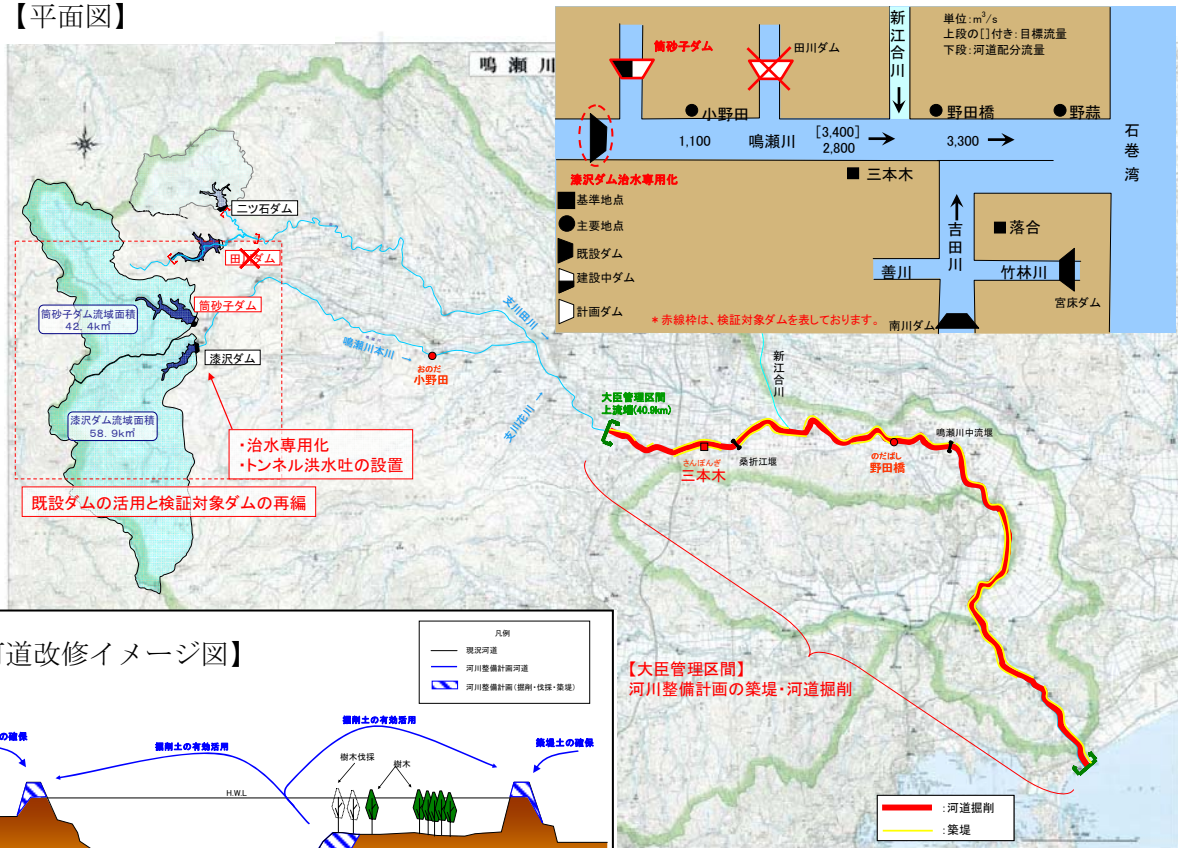 【平面図】
鳴瀬川
筒砂子ダム
田川ダム
新江合川
単位:m³/s
上段の[]付き:目標流量
下段:河道配分流量
小野田
野田橋
野蒜
1,100
鳴瀬川
[3,400]
2,800
3,300
石巻湾
漆沢ダム治水専用化
三本木
基準地点
主要地点
既設ダム
建設中ダム
計画ダム
吉田川
落合
善川
竹林川
宮床ダム
南川ダム
*赤線枠は、検証対象ダムを表しております。
二ツ石ダム
田川ダム
筒砂子ダム
筒砂子ダム流域面積
42.4km²
漆沢ダム
漆沢ダム流域面積
58.9km²
支川田川
鳴瀬川本川
おのだ
小野田
支川花川
新江合川
大臣管理区間
上流端(40.9km)
・治水専用化
・トンネル洪水吐の設置
既設ダムの活用と検証対象ダムの再編
さんぼんぎ
三本木
桑折江堰
のだばし
野田橋
鳴瀬川中流堰
【大臣管理区間】
河川整備計画の築堤・河道掘削
:河道掘削
:築堤
道改修イメージ図】
凡例
現況河道
河川整備計画河道
河川整備計画(掘削・伐採・築堤)
の確保
掘削土の有効活用
掘削土の有効活用
築堤土の確保
樹木伐採
樹木
H.W.L